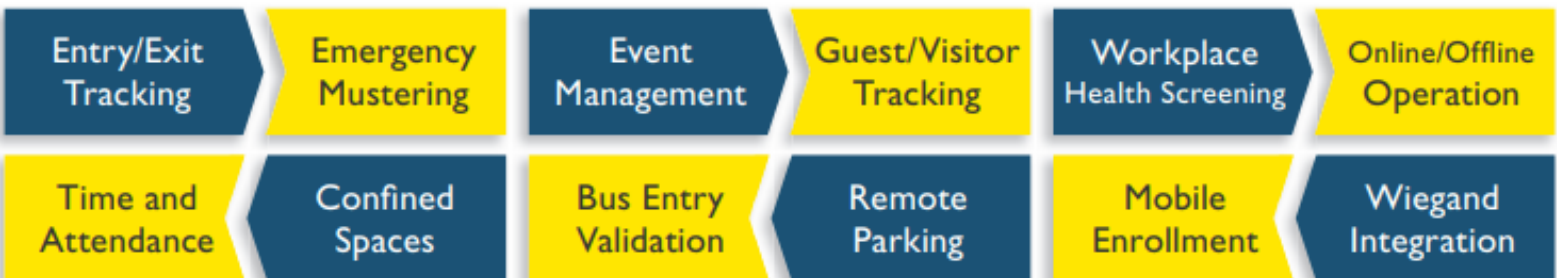 Entry/Exit
Tracking
Emergency
Mustering
Event
Management
Guest/Visitor
Tracking
Workplace
Health Screening
Online/Offline
Operation
Time and
Attendance
Confined
Spaces
Bus Entry
Validation
Remote
Parking
Mobile
Enrollment
Wiegand
Integration